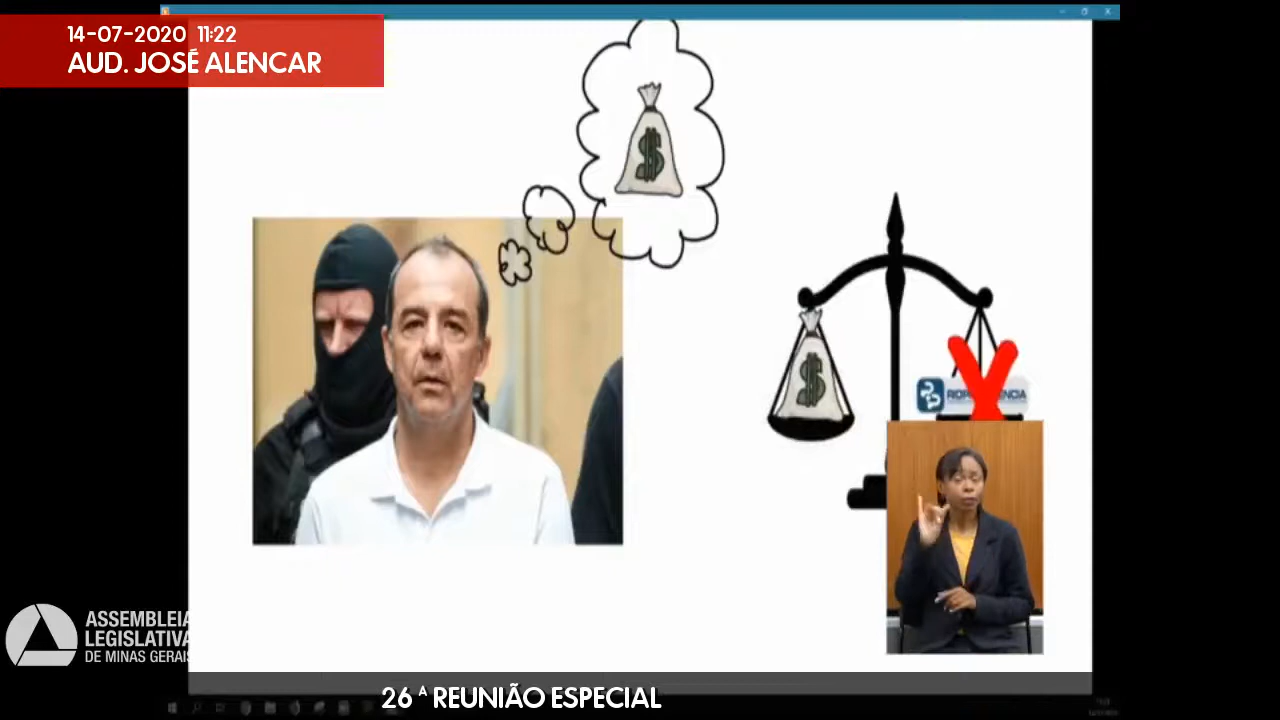 14-07-2020 11:22
AUD. JOSÉ ALENCAR
$
$
ASSEMBLEIA
LEGISLATIVA
DE MINAS GERAIS
26ª REUNIÃO ESPECIAL